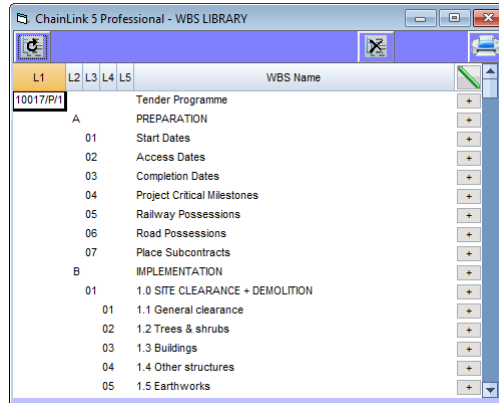 ChainLink 5 Professional - WBS LIBRARY
L1 L2 L3 L4 L5 WBS Name
10017/P/1 Tender Programme +
A PREPARATION +
01 Start Dates +
02 Access Dates +
03 Completion Dates +
04 Project Critical Milestones +
05 Railway Possessions +
06 Road Possessions +
07 Place Subcontracts +
B IMPLEMENTATION +
01 1.0 SITE CLEARANCE + DEMOLITION +
01 1.1 General clearance +
02 1.2 Trees & shrubs +
03 1.3 Buildings +
04 1.4 Other structures +
05 1.5 Earthworks +